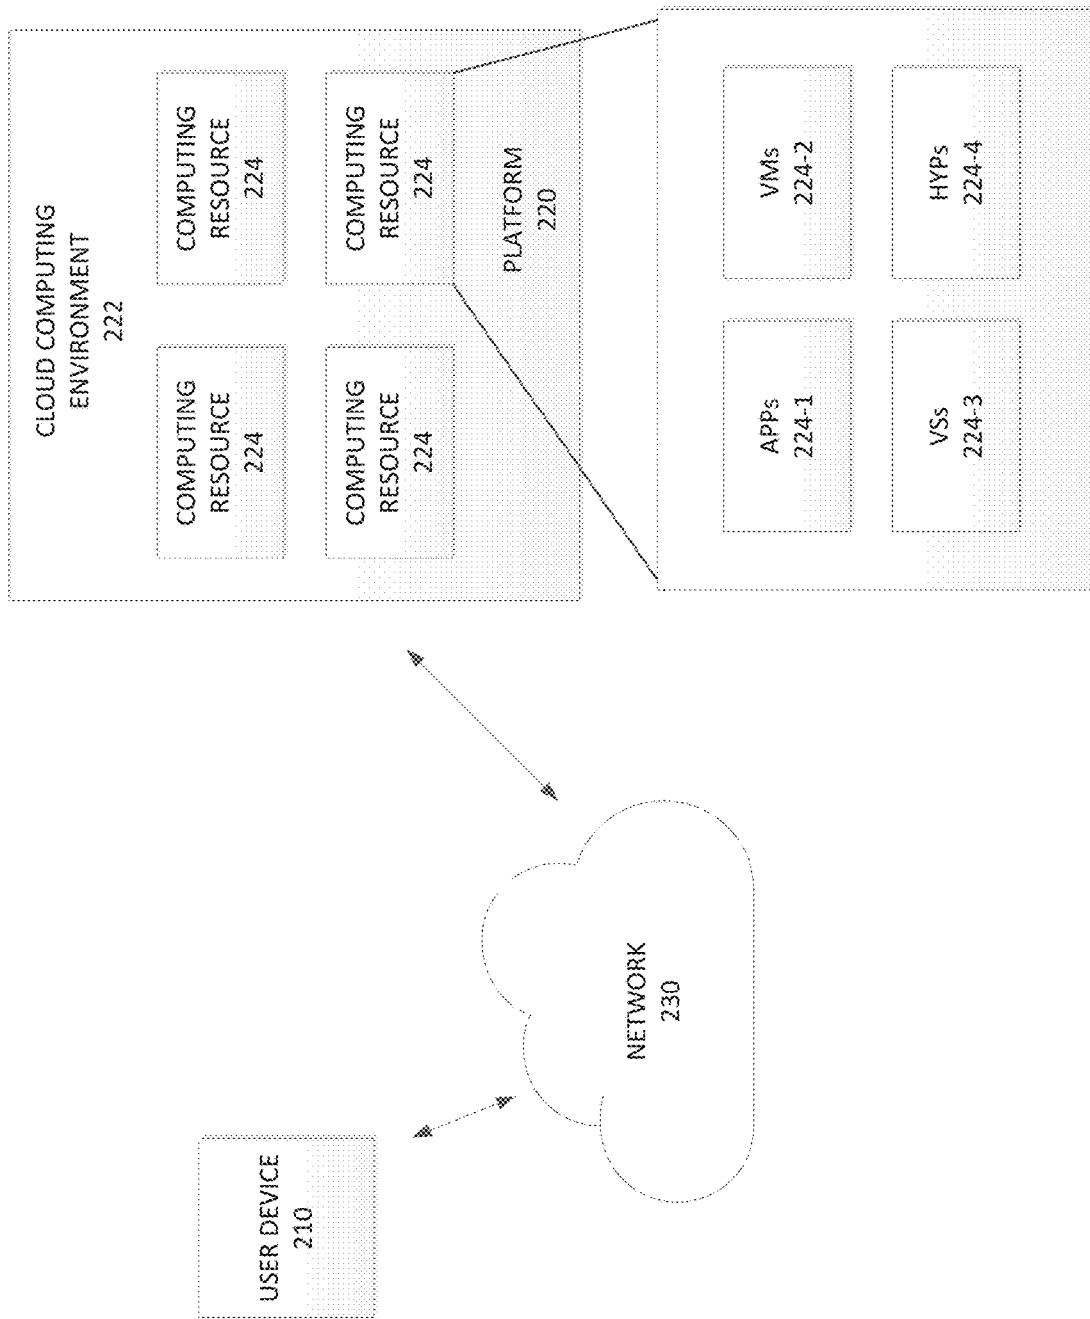 USER DEVICE
210
NETWORK
230
CLOUD COMPUTING
ENVIRONMENT
222
COMPUTING
RESOURCE
224
COMPUTING
RESOURCE
224
COMPUTING
RESOURCE
224
COMPUTING
RESOURCE
224
PLATFORM
220
APPs
224-1
VMs
224-2
VSs
224-3
HYPs
224-4